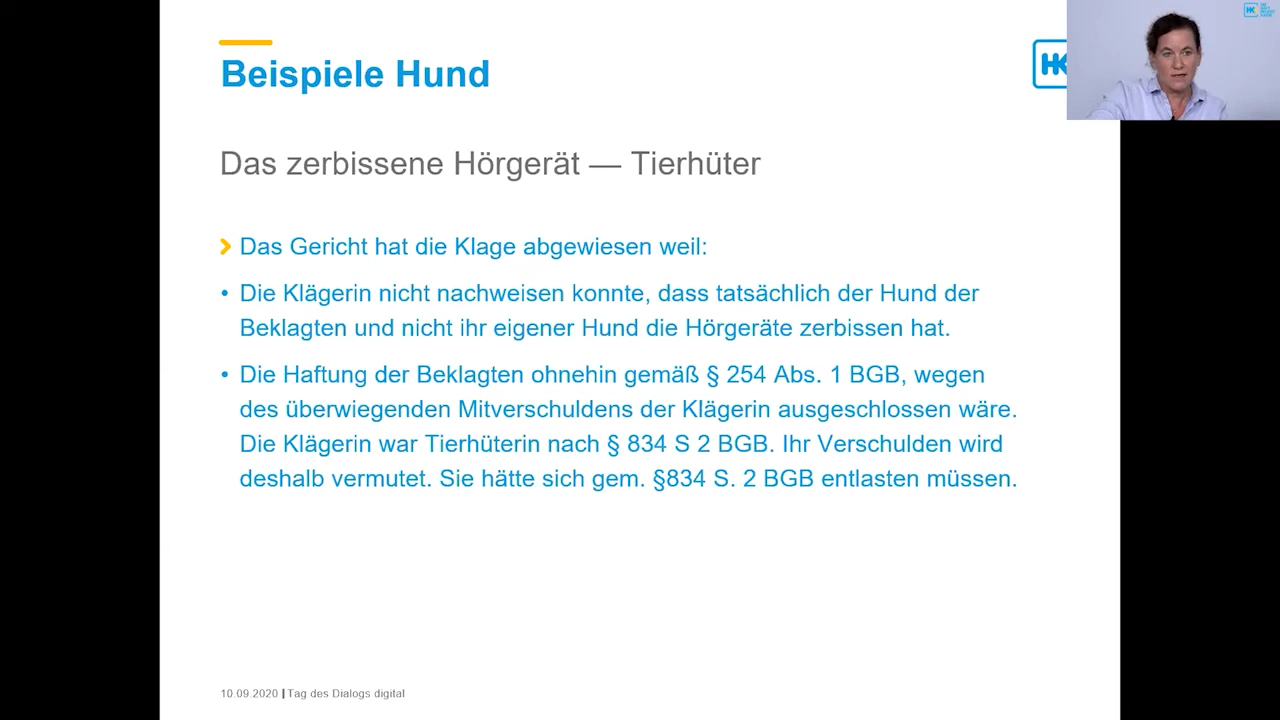 Beispiele Hund
HK
Das zerbissene Hörgerät — Tierhüter
Das Gericht hat die Klage abgewiesen weil:
• Die Klägerin nicht nachweisen konnte, dass tatsächlich der Hund der
Beklagten und nicht ihr eigener Hund die Hörgeräte zerbissen hat.
• Die Haftung der Beklagten ohnehin gemäß § 254 Abs. 1 BGB, wegen
des überwiegenden Mitverschuldens der Klägerin ausgeschlossen wäre.
Die Klägerin war Tierhüterin nach § 834 S 2 BGB. Ihr Verschulden wird
deshalb vermutet. Sie hätte sich gem. §834 S. 2 BGB entlasten müssen.
10.09.2020 | Tag des Dialogs digital